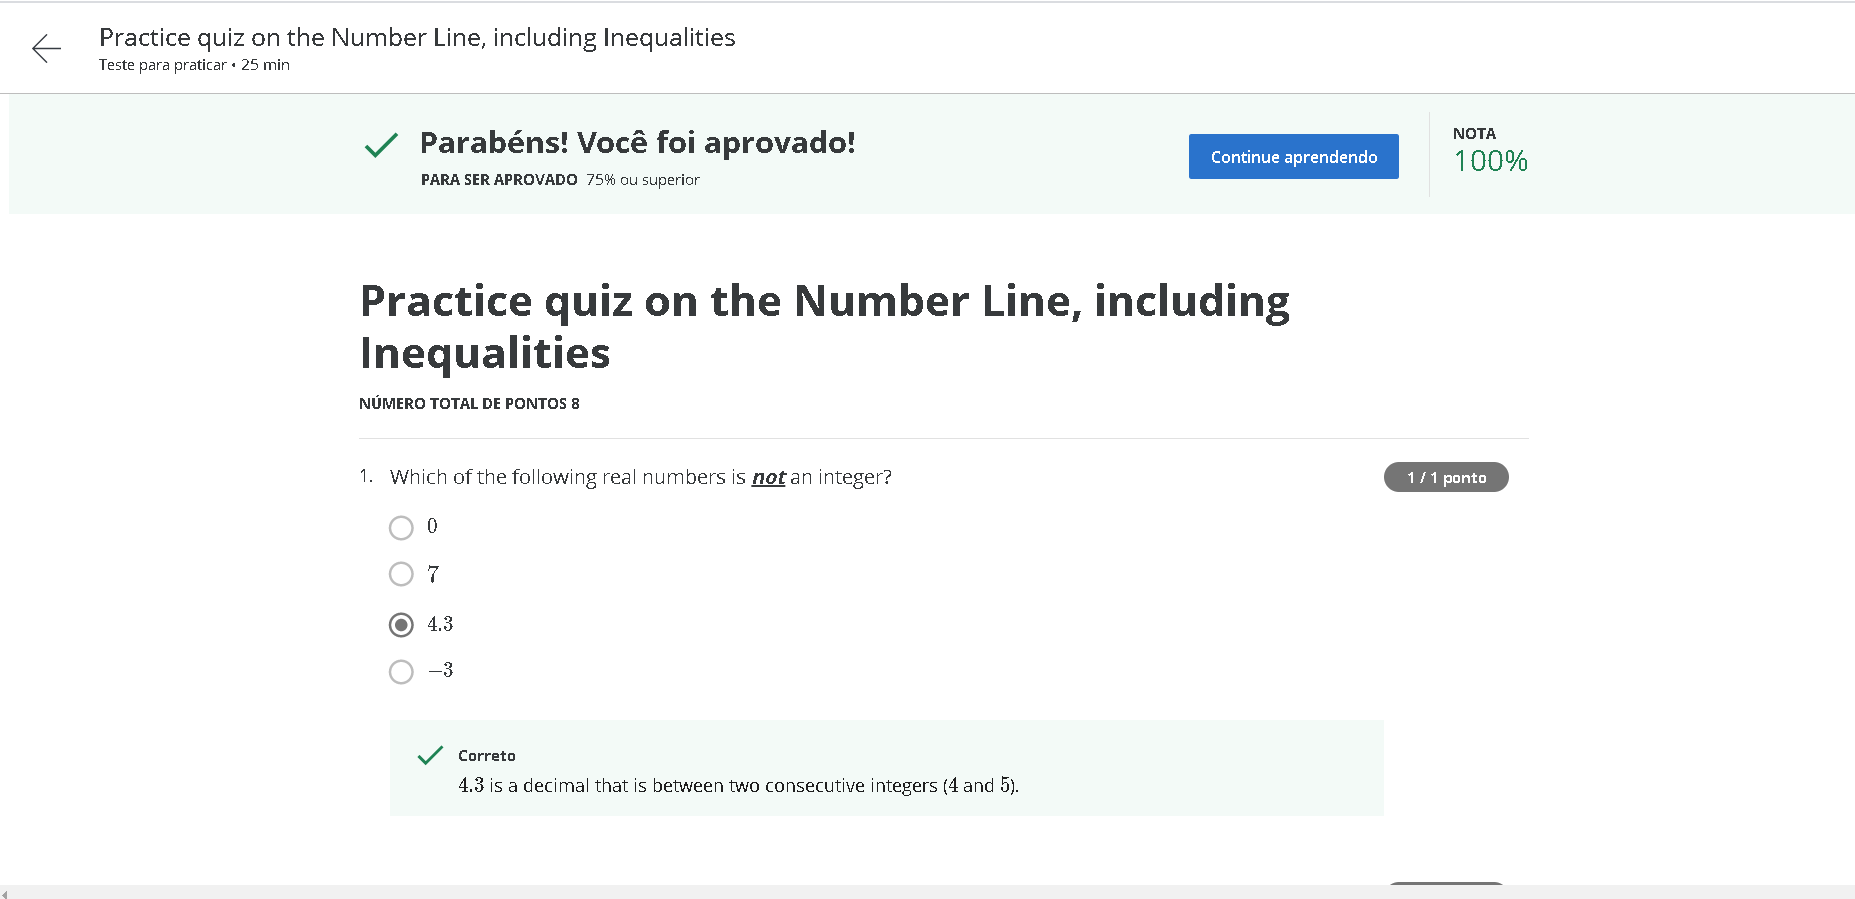 Practice quiz on the Number Line, including Inequalities
Teste para praticar • 25 min
Parabéns! Você foi aprovado!
PARA SER APROVADO 75% ou superior
Continue aprendendo
NOTA
100%
Practice quiz on the Number Line, including
Inequalities
NÚMERO TOTAL DE PONTOS 8
1. Which of the following real numbers is not an integer?
1 / 1 ponto
0
7
4.3
−3
Correto
4.3 is a decimal that is between two consecutive integers (4 and 5).